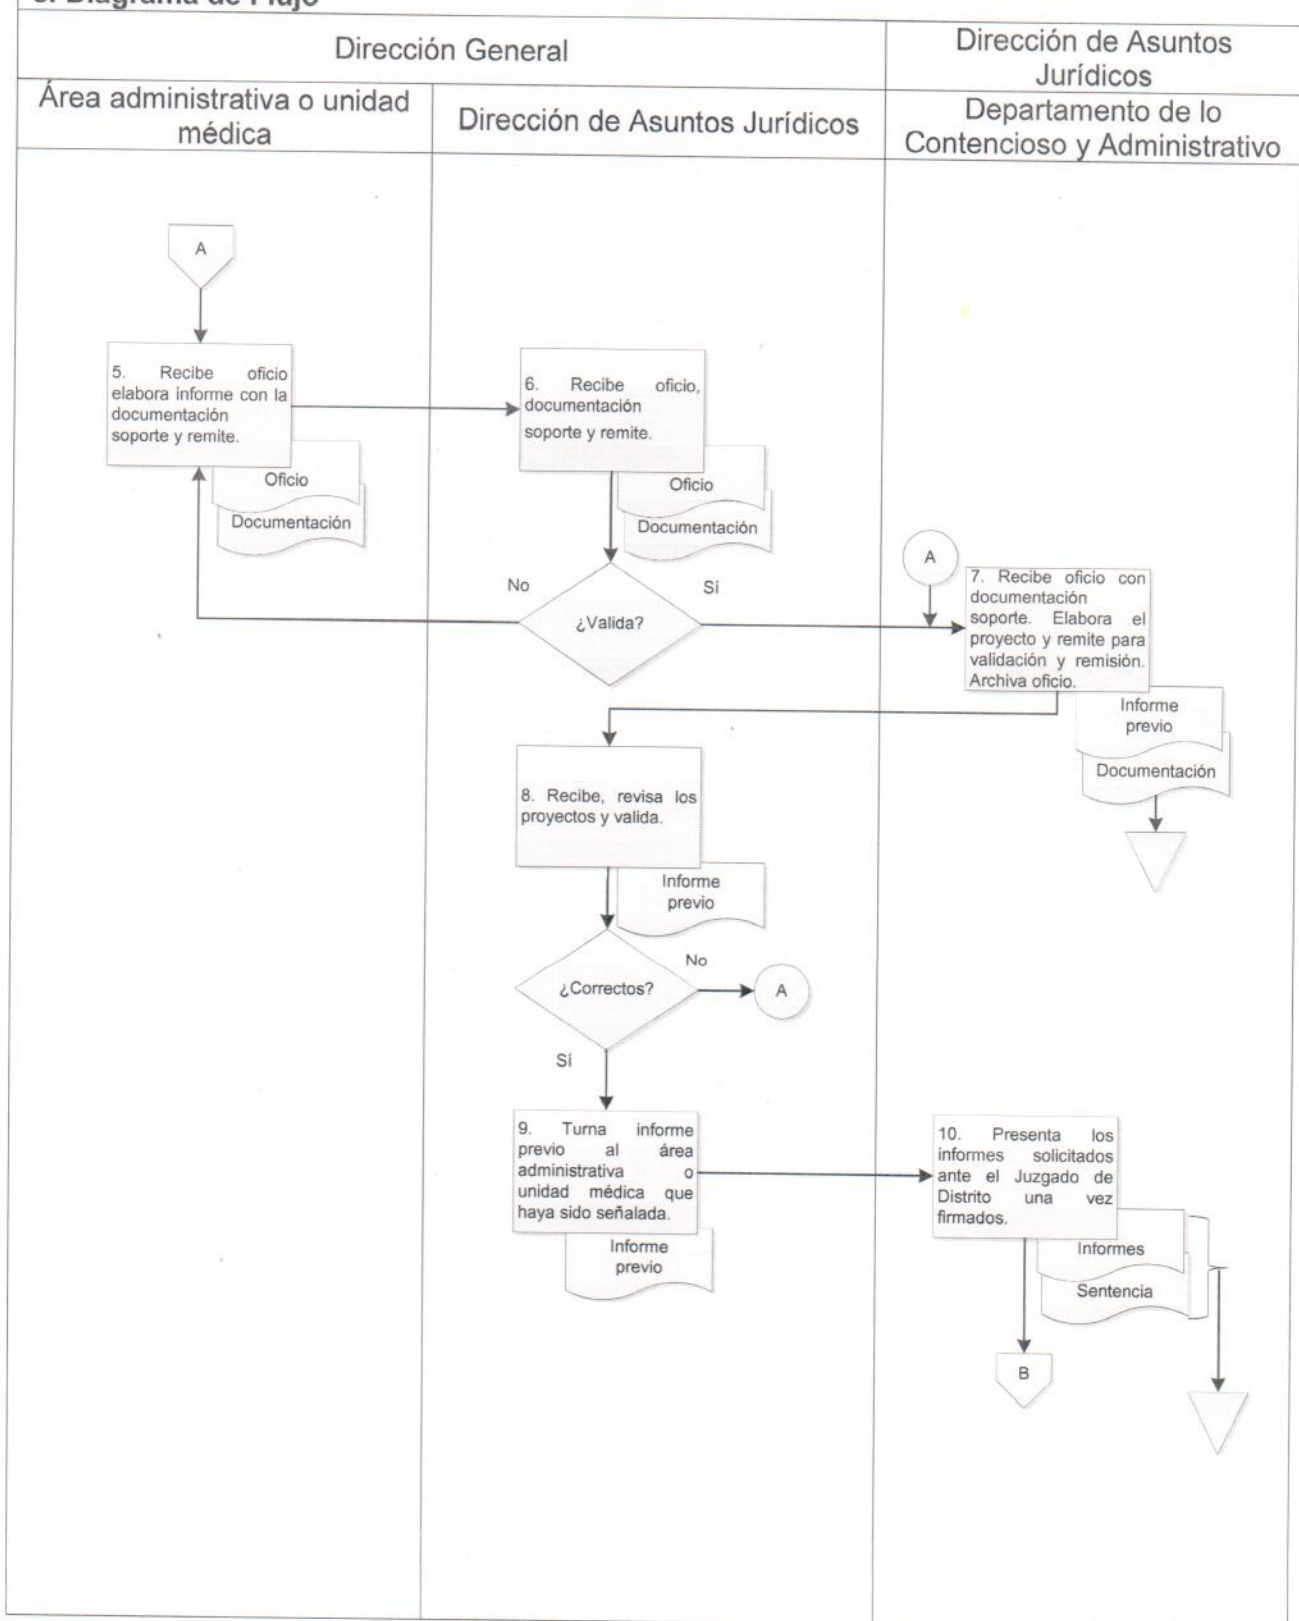 Dirección General
Dirección de Asuntos
Jurídicos
Área administrativa o unidad
médica
Dirección de Asuntos Jurídicos
Departamento de lo
Contencioso y Administrativo
A
5. Recibe oficio
elabora informe con la
documentación
soporte y remite.
Oficio
Documentación
6. Recibe oficio,
documentación
soporte y remite.
Oficio
Documentación
No
¿Valida?
Sí
A
7. Recibe oficio con
documentación
soporte. Elabora el
proyecto y remite para
validación y remisión.
Archiva oficio.
Informe
previo
Documentación
8. Recibe, revisa los
proyectos y valida.
Informe
previo
¿Correctos?
No
A
Sí
9. Turna informe
previo al área
administrativa o
unidad médica que
haya sido señalada.
Informe
previo
10. Presenta los
informes solicitados
ante el Juzgado de
Distrito una vez
firmados.
Informes
Sentencia
B